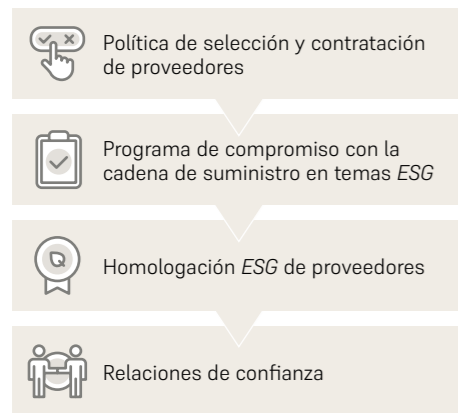 Política de selección y contratación
de proveedores
Programa de compromiso con la
cadena de suministro en temas ESG
Homologación ESG de proveedores
Relaciones de confianza